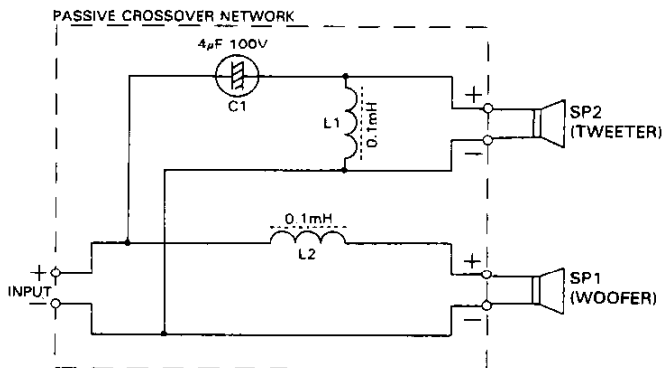 PASSIVE CROSSOVER NETWORK
4µF 100V
C1
L1
0.1mH
+
−
SP2
(TWEETER)
0.1mH
L2
+
INPUT
−
+
−
SP1
(WOOFER)